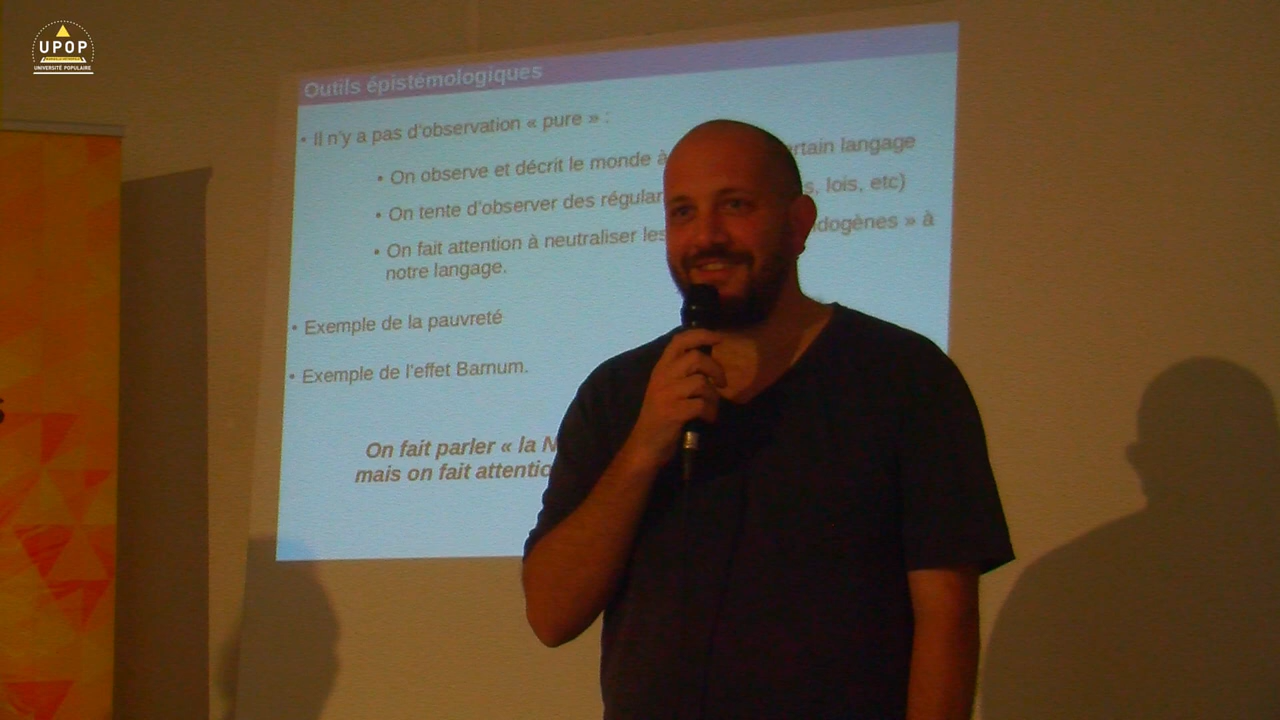 UPOP
UNIVERSITÉ POPULAIRE
Outils épistémologiques
• Il n'y a pas d'observation « pure » :
• On observe et décrit le monde à rtain langage
• On tente d'observer des régular s, lois, etc)
• On fait attention à neutraliser les dogènes » à
notre langage.
• Exemple de la pauvreté
• Exemple de l'effet Barnum.
On fait parler « la N
mais on fait attentio